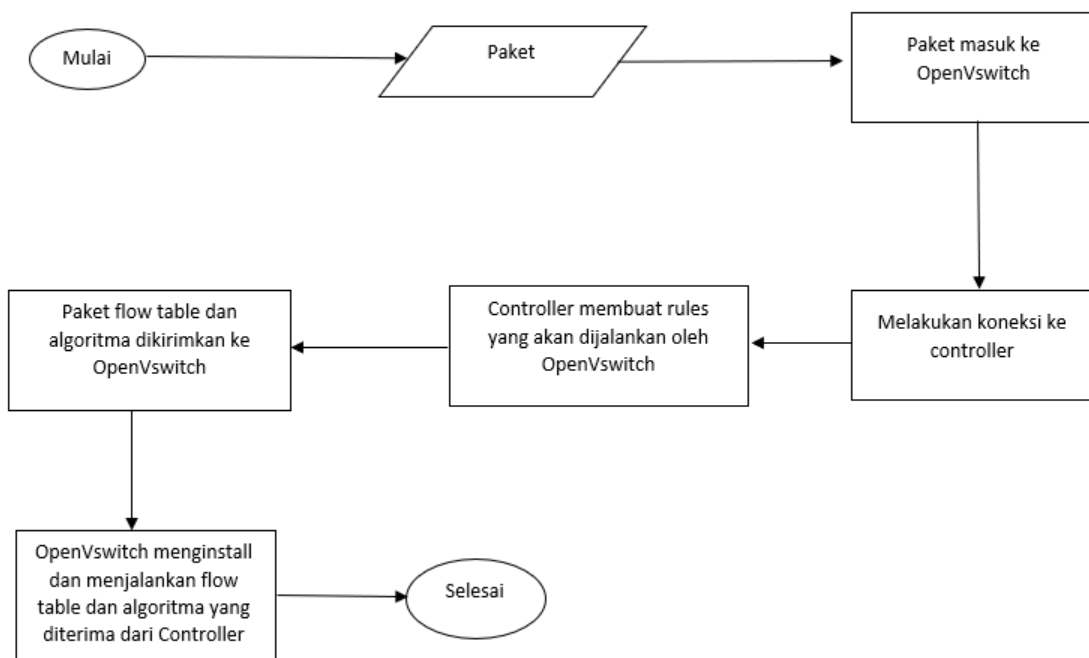 Mulai
Paket
Paket masuk ke
OpenVswitch
Melakukan koneksi ke
controller
Controller membuat rules
yang akan dijalankan oleh
OpenVswitch
Paket flow table dan
algoritma dikirimkan ke
OpenVswitch
OpenVswitch menginstall
dan menjalankan flow
table dan algoritma yang
diterima dari Controller
Selesai